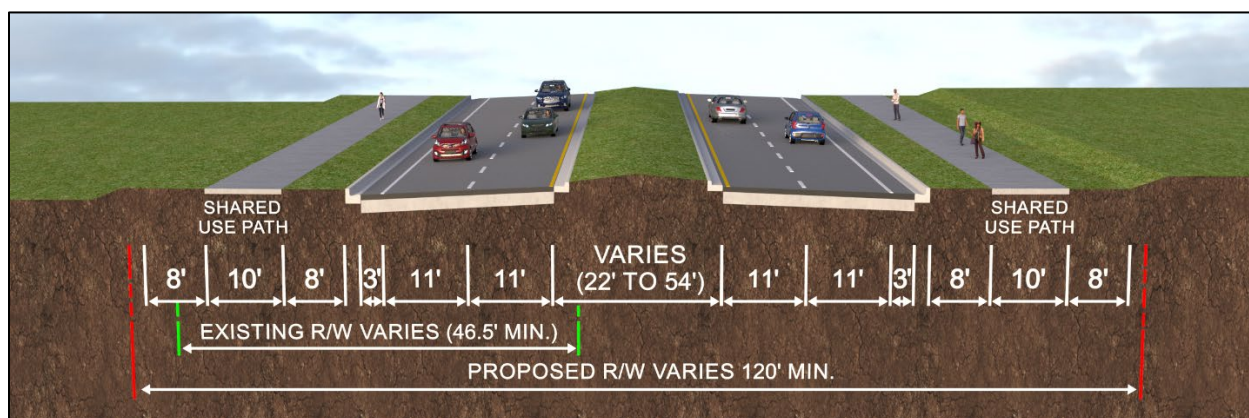 SHARED
USE PATH
SHARED
USE PATH
8' 10' 8' 3' 11' 11' VARIES
(22' TO 54') 11' 11' 3' 8' 10' 8'
EXISTING R/W VARIES (46.5' MIN.)
PROPOSED R/W VARIES 120' MIN.